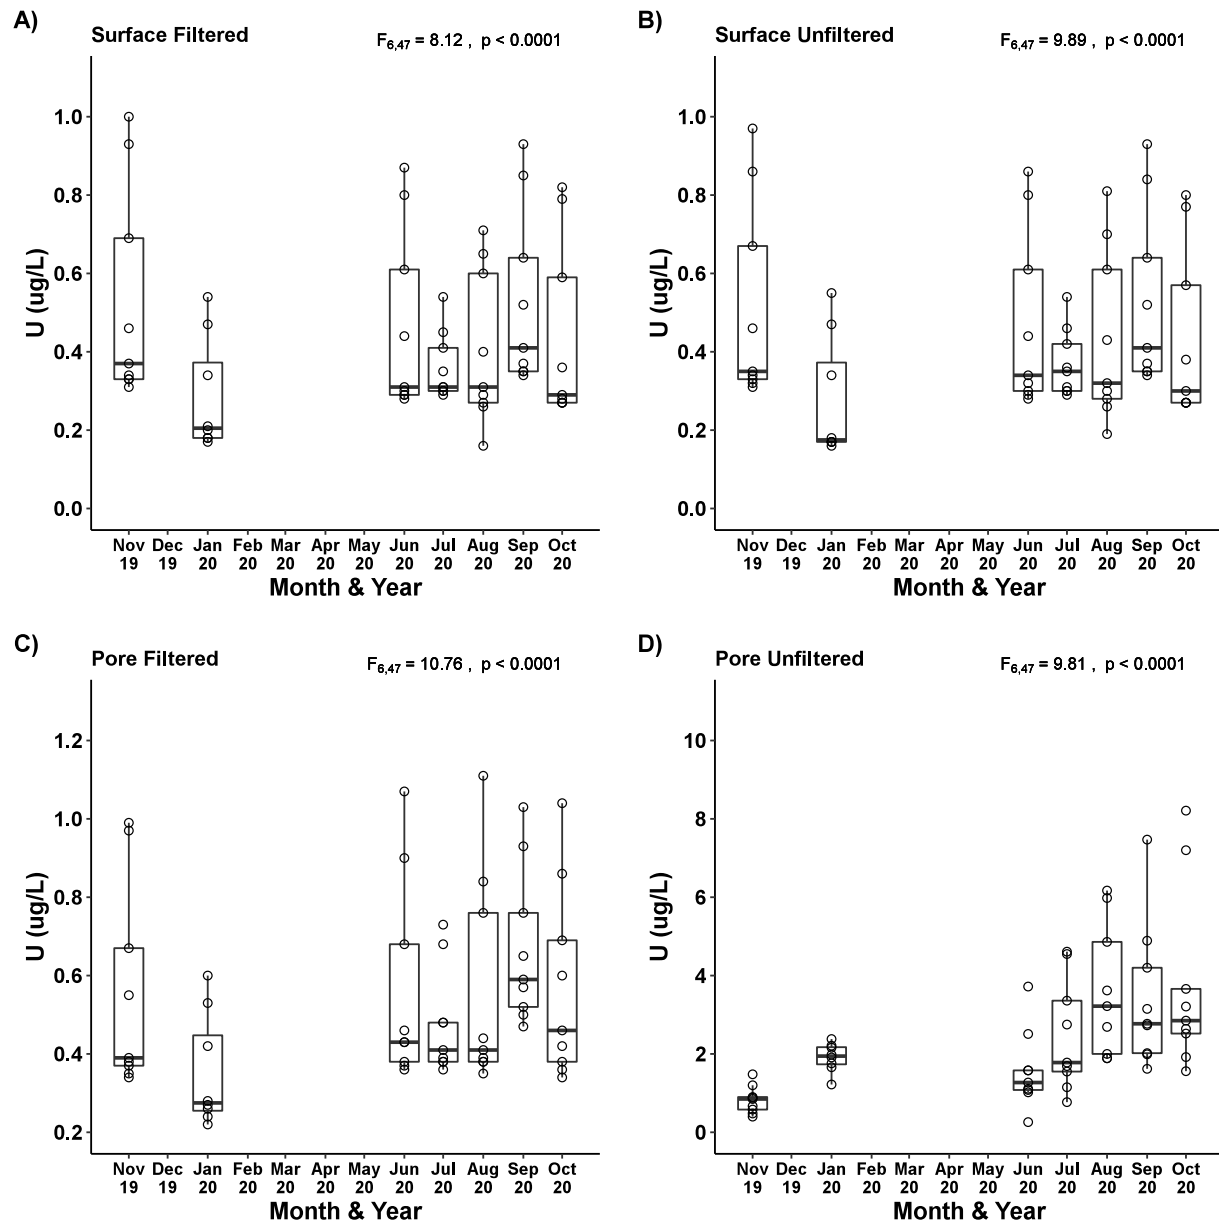 A)
Surface Filtered
F6,47 = 8.12 , p < 0.0001
U (ug/L)
1.0
0.8
0.6
0.4
0.2
0.0
Nov Dec Jan Feb Mar Apr May Jun Jul Aug Sep Oct
19 19 20 20 20 20 20 20 20 20 20 20
Month & Year
B)
Surface Unfiltered
F6,47 = 9.89 , p < 0.0001
U (ug/L)
1.0
0.8
0.6
0.4
0.2
0.0
Nov Dec Jan Feb Mar Apr May Jun Jul Aug Sep Oct
19 19 20 20 20 20 20 20 20 20 20 20
Month & Year
C)
Pore Filtered
F6,47 = 10.76 , p < 0.0001
U (ug/L)
1.2
1.0
0.8
0.6
0.4
0.2
Nov Dec Jan Feb Mar Apr May Jun Jul Aug Sep Oct
19 19 20 20 20 20 20 20 20 20 20 20
Month & Year
D)
Pore Unfiltered
F6,47 = 9.81 , p < 0.0001
U (ug/L)
10
8
6
4
2
0
Nov Dec Jan Feb Mar Apr May Jun Jul Aug Sep Oct
19 19 20 20 20 20 20 20 20 20 20 20
Month & Year